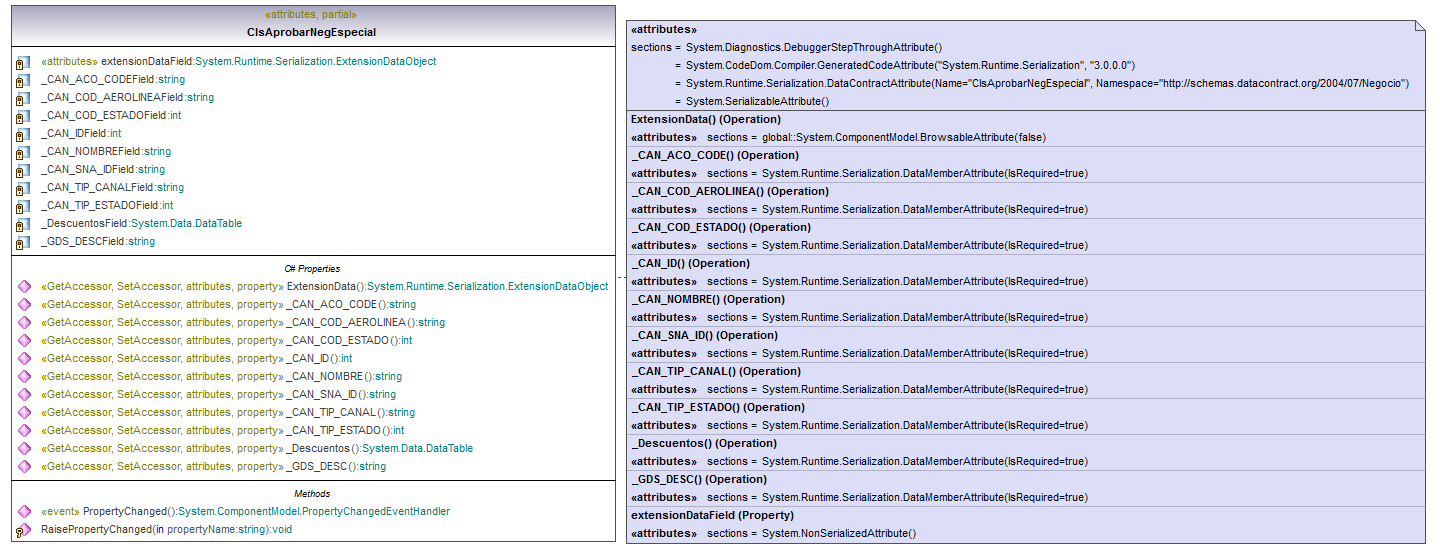 «attributes, partial»
ClsAprobarNegEspecial
«attributes» extensionDataField:System.Runtime.Serialization.ExtensionDataObject
_CAN_ACO_CODEField:string
_CAN_COD_AEROLINEAField:string
_CAN_COD_ESTADOField:int
_CAN_IDField:int
_CAN_NOMBREField:string
_CAN_SNA_IDField:string
_CAN_TIP_CANALField:string
_CAN_TIP_ESTADOField:int
_DescuentosField:System.Data.DataTable
_GDS_DESCField:string
C# Properties
«GetAccessor, SetAccessor, attributes, property» ExtensionData():System.Runtime.Serialization.ExtensionDataObject
«GetAccessor, SetAccessor, attributes, property» _CAN_ACO_CODE():string
«GetAccessor, SetAccessor, attributes, property» _CAN_COD_AEROLINEA():string
«GetAccessor, SetAccessor, attributes, property» _CAN_COD_ESTADO():int
«GetAccessor, SetAccessor, attributes, property» _CAN_ID():int
«GetAccessor, SetAccessor, attributes, property» _CAN_NOMBRE():string
«GetAccessor, SetAccessor, attributes, property» _CAN_SNA_ID():string
«GetAccessor, SetAccessor, attributes, property» _CAN_TIP_CANAL():string
«GetAccessor, SetAccessor, attributes, property» _CAN_TIP_ESTADO():int
«GetAccessor, SetAccessor, attributes, property» _Descuentos():System.Data.DataTable
«GetAccessor, SetAccessor, attributes, property» _GDS_DESC():string
Methods
«event» PropertyChanged():System.ComponentModel.PropertyChangedEventHandler
RaisePropertyChanged(in propertyName:string):void
«attributes»
sections = System.Diagnostics.DebuggerStepThroughAttribute()
= System.CodeDom.Compiler.GeneratedCodeAttribute("System.Runtime.Serialization", "3.0.0.0")
= System.Runtime.Serialization.DataContractAttribute(Name="ClsAprobarNegEspecial", Namespace="http://schemas.datacontract.org/2004/07/Negocio")
= System.SerializableAttribute()
ExtensionData() (Operation)
«attributes» sections = global::System.ComponentModel.BrowsableAttribute(false)
_CAN_ACO_CODE() (Operation)
«attributes» sections = System.Runtime.Serialization.DataMemberAttribute(IsRequired=true)
_CAN_COD_AEROLINEA() (Operation)
«attributes» sections = System.Runtime.Serialization.DataMemberAttribute(IsRequired=true)
_CAN_COD_ESTADO() (Operation)
«attributes» sections = System.Runtime.Serialization.DataMemberAttribute(IsRequired=true)
_CAN_ID() (Operation)
«attributes» sections = System.Runtime.Serialization.DataMemberAttribute(IsRequired=true)
_CAN_NOMBRE() (Operation)
«attributes» sections = System.Runtime.Serialization.DataMemberAttribute(IsRequired=true)
_CAN_SNA_ID() (Operation)
«attributes» sections = System.Runtime.Serialization.DataMemberAttribute(IsRequired=true)
_CAN_TIP_CANAL() (Operation)
«attributes» sections = System.Runtime.Serialization.DataMemberAttribute(IsRequired=true)
_CAN_TIP_ESTADO() (Operation)
«attributes» sections = System.Runtime.Serialization.DataMemberAttribute(IsRequired=true)
_Descuentos() (Operation)
«attributes» sections = System.Runtime.Serialization.DataMemberAttribute(IsRequired=true)
_GDS_DESC() (Operation)
«attributes» sections = System.Runtime.Serialization.DataMemberAttribute(IsRequired=true)
extensionDataField (Property)
«attributes» sections = System.NonSerializedAttribute()